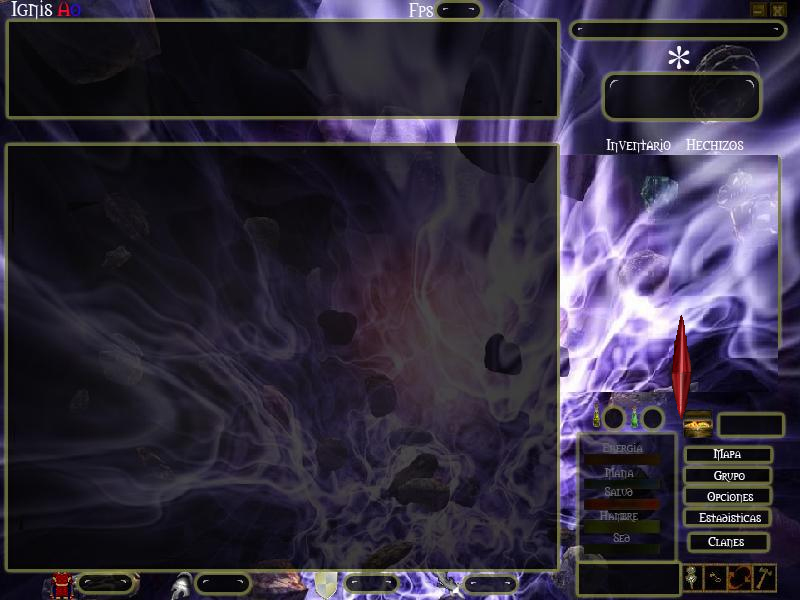 Ignis Ao
Fps
*
Inventario Hechizos
Energia
Mana
Salud
Hambre
Sed
Mapa
Grupo
Opciones
Estadisticas
Clanes